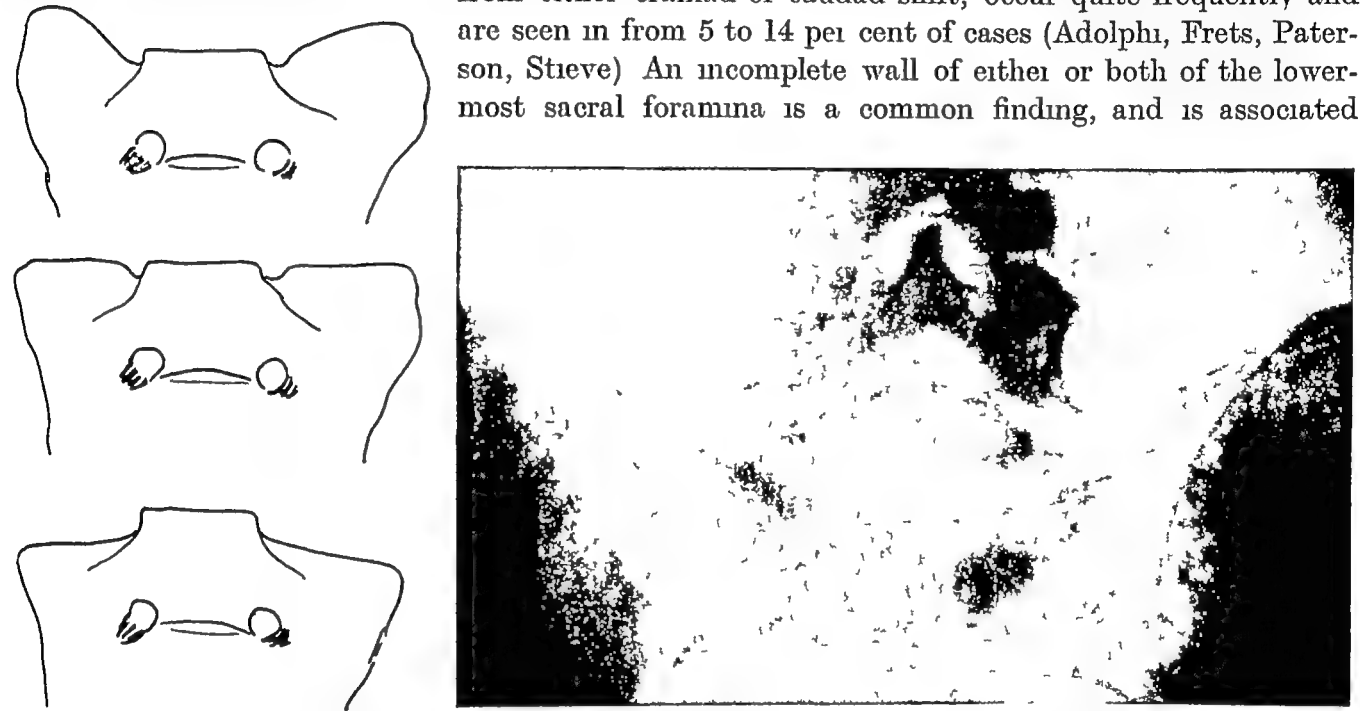 are seen in from 5 to 14 per cent of cases (Adolphi, Frets, Pater-
son, Stieve) An incomplete wall of either or both of the lower-
most sacral foramina is a common finding, and is associated